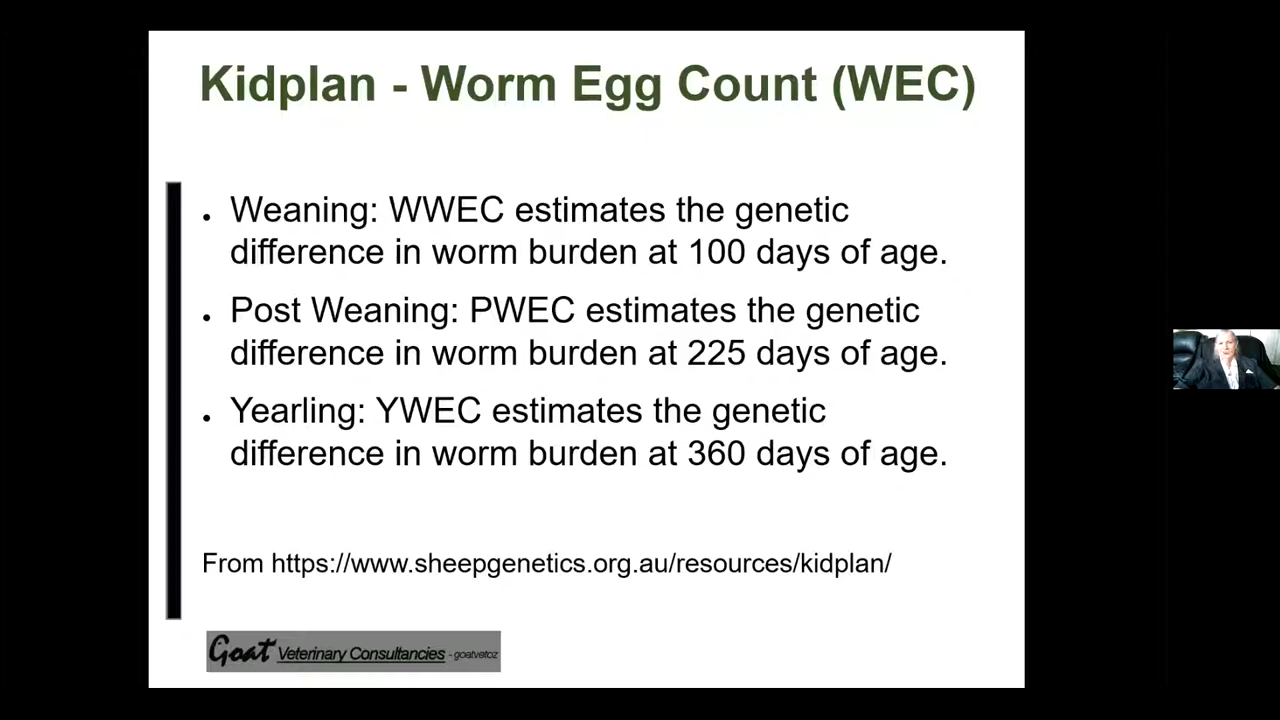 Kidplan - Worm Egg Count (WEC)
• Weaning: WWEC estimates the genetic
difference in worm burden at 100 days of age.
• Post Weaning: PWEC estimates the genetic
difference in worm burden at 225 days of age.
• Yearling: YWEC estimates the genetic
difference in worm burden at 360 days of age.
From https://www.sheepgenetics.org.au/resources/kidplan/
Goat Veterinary Consultancies - goatvetoz